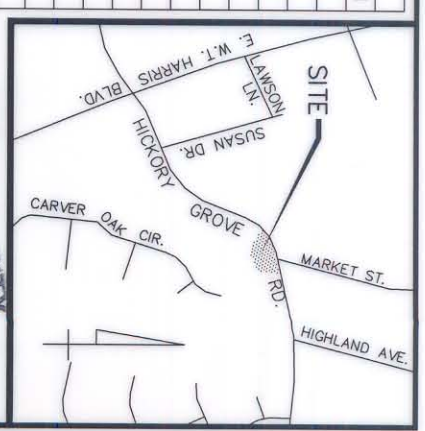 E. W.T. HARRIS BLVD.
LAWSON LN.
SUSAN DR.
SITE
HICKORY GROVE RD.
CARVER OAK CIR.
MARKET ST.
HIGHLAND AVE.